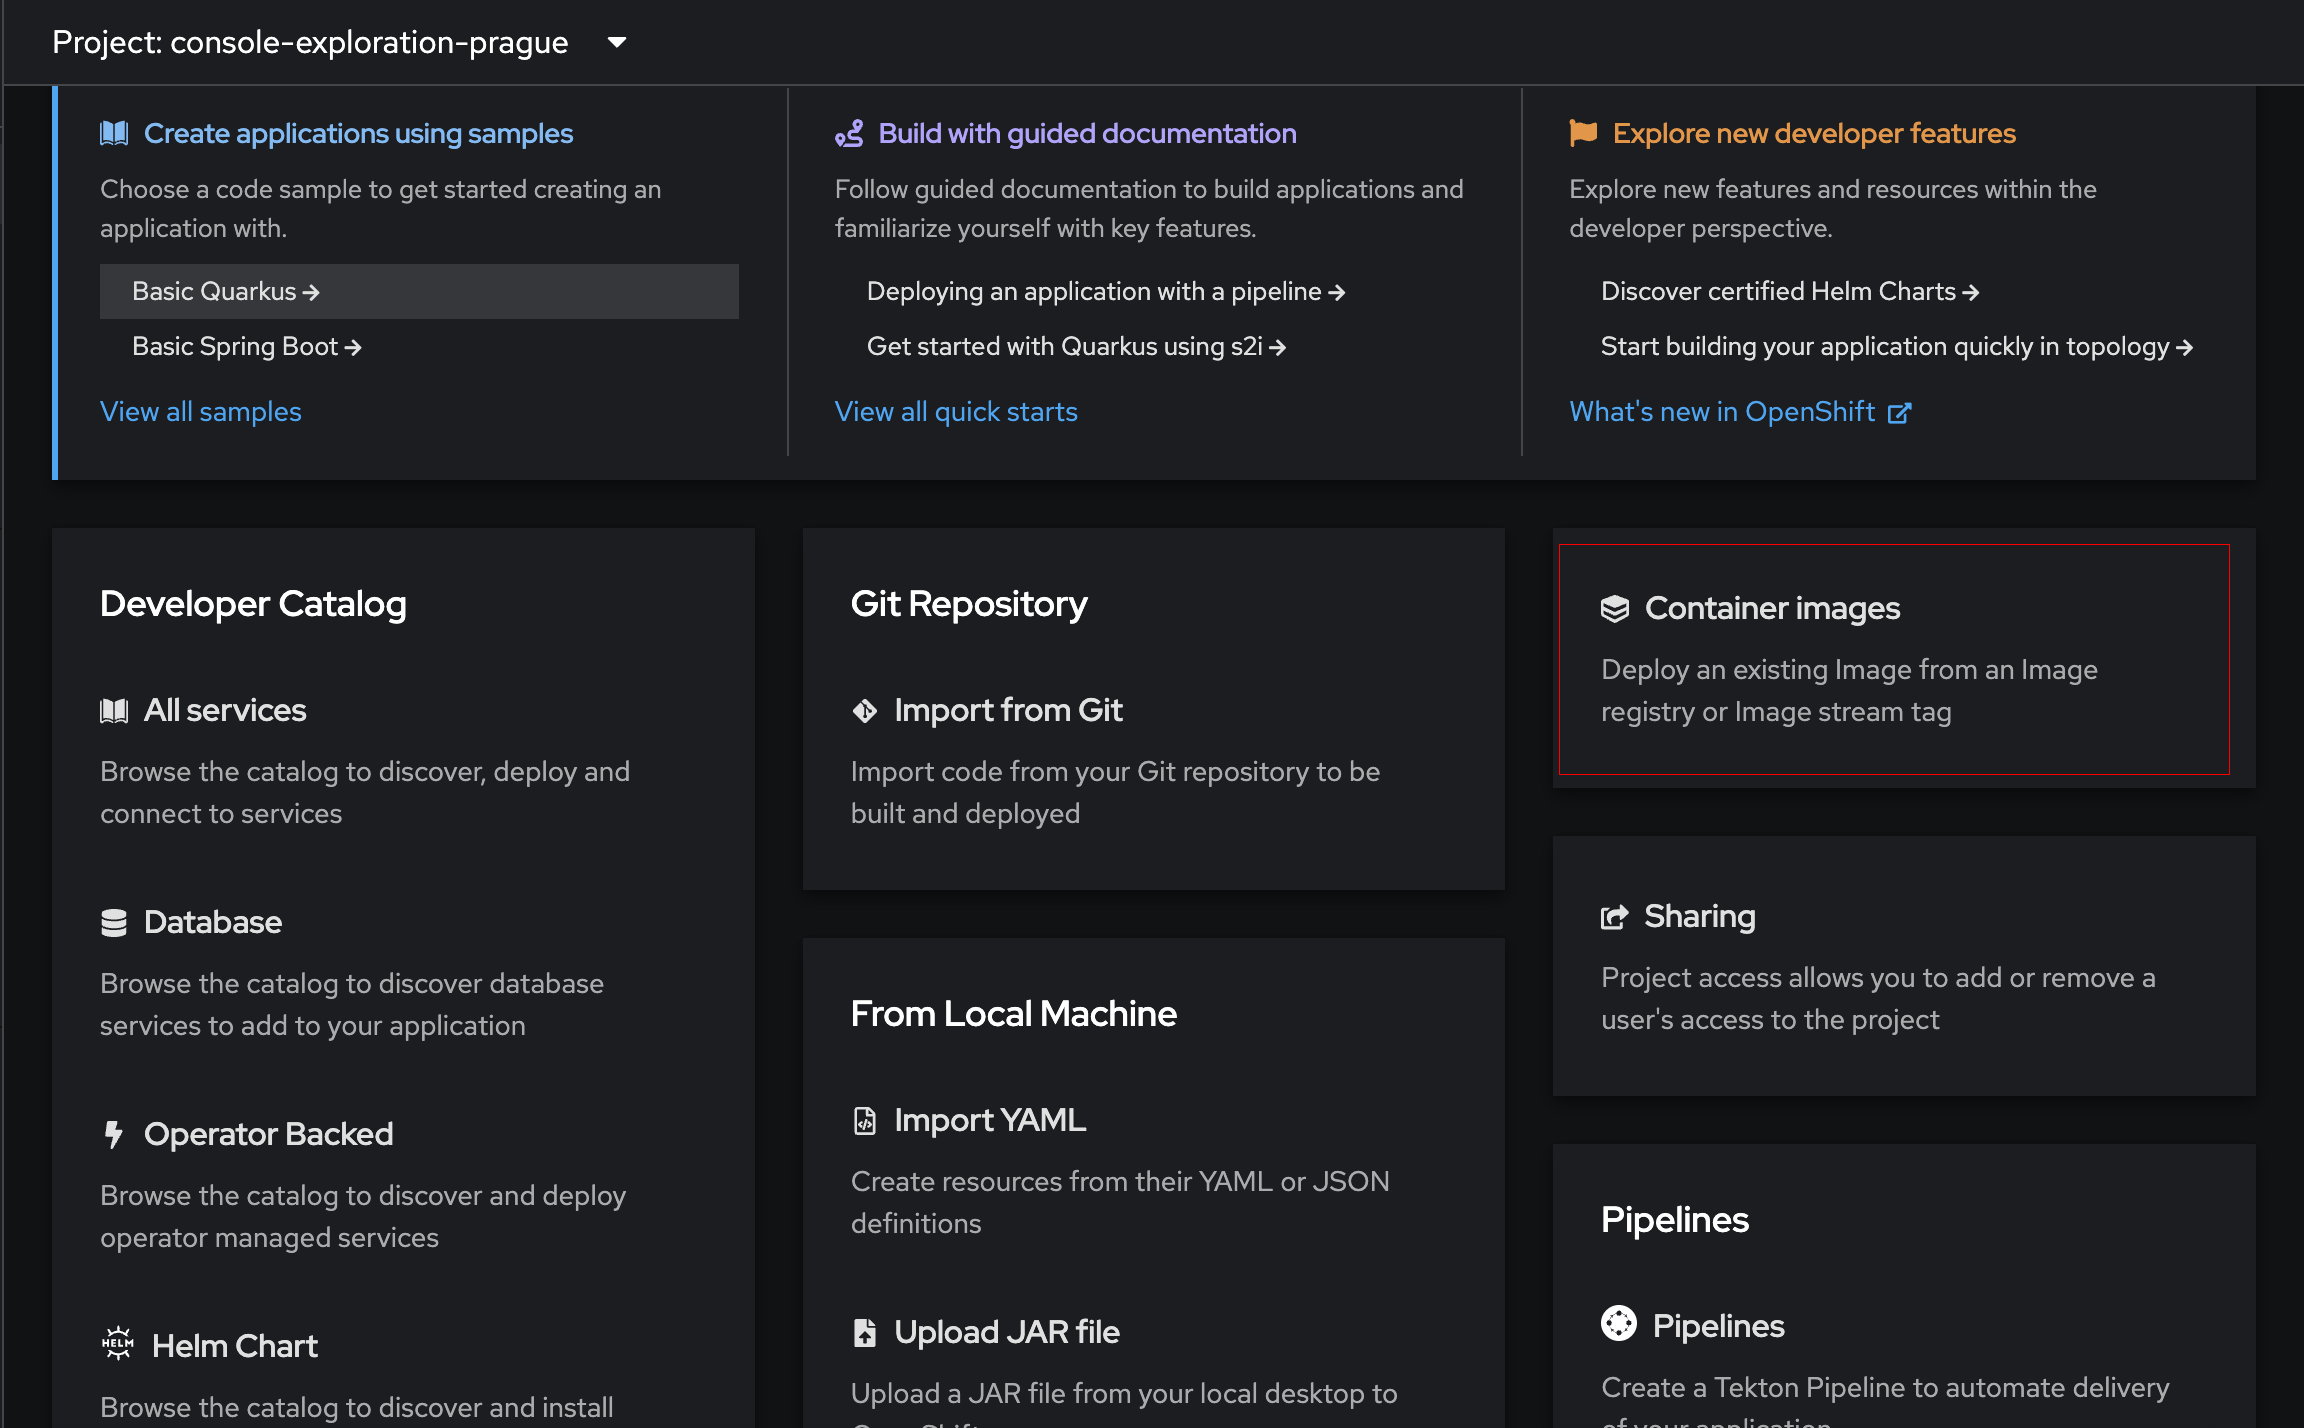 Project: console-exploration-prague
Create applications using samples
Choose a code sample to get started creating an
application with.
Basic Quarkus
Basic Spring Boot
View all samples
Build with guided documentation
Follow guided documentation to build applications and
familiarize yourself with key features.
Deploying an application with a pipeline
Get started with Quarkus using s2i
View all quick starts
Explore new developer features
Explore new features and resources within the
developer perspective.
Discover certified Helm Charts
Start building your application quickly in topology
What's new in OpenShift
Developer Catalog
All services
Browse the catalog to discover, deploy and
connect to services
Database
Browse the catalog to discover database
services to add to your application
Operator Backed
Browse the catalog to discover and deploy
operator managed services
HELM
Helm Chart
Browse the catalog to discover and install
Git Repository
Import from Git
Import code from your Git repository to be
built and deployed
From Local Machine
Import YAML
Create resources from their YAML or JSON
definitions
Upload JAR file
Upload a JAR file from your local desktop to
Container images
Deploy an existing Image from an Image
registry or Image stream tag
Sharing
Project access allows you to add or remove a
user's access to the project
Pipelines
Pipelines
Create a Tekton Pipeline to automate delivery
of your application